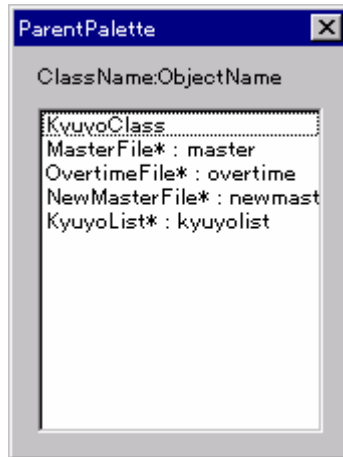 ParentPalette
ClassName:ObjectName
KyuyoClass
MasterFile* : master
OvertimeFile* : overtime
NewMasterFile* : newmast
KyuyoList* : kyuyolist